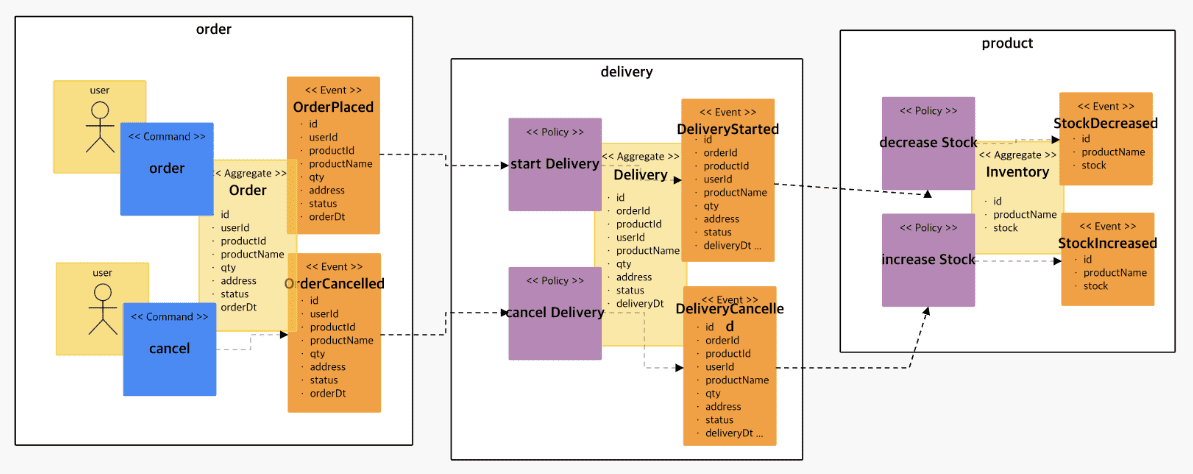 order
user
<< Command >>
order
<< Event >>
OrderPlaced
· id
· userId
· productId
· productName
· qty
· address
· status
· orderDt
<< Aggregate >>
Order
· id
· userId
· productId
· productName
· qty
· address
· status
· orderDt
user
<< Command >>
cancel
<< Event >>
OrderCancelled
· id
· userId
· productId
· productName
· qty
· address
· status
· orderDt
delivery
<< Policy >>
start Delivery
<< Aggregate >>
Delivery
· id
· orderId
· productId
· userId
· productName
· qty
· address
· status
· deliveryDt
<< Event >>
DeliveryStarted
· id
· orderId
· productId
· userId
· productName
· qty
· address
· status
· deliveryDt ...
<< Policy >>
cancel Delivery
<< Event >>
DeliveryCancelle
d
· id
· orderId
· productId
· userId
· productName
· qty
· address
· status
· deliveryDt ...
product
<< Policy >>
decrease Stock
<< Event >>
StockDecreased
· id
· productName
· stock
<< Aggregate >>
Inventory
· id
· productName
· stock
<< Policy >>
increase Stock
<< Event >>
StockIncreased
· id
· productName
· stock